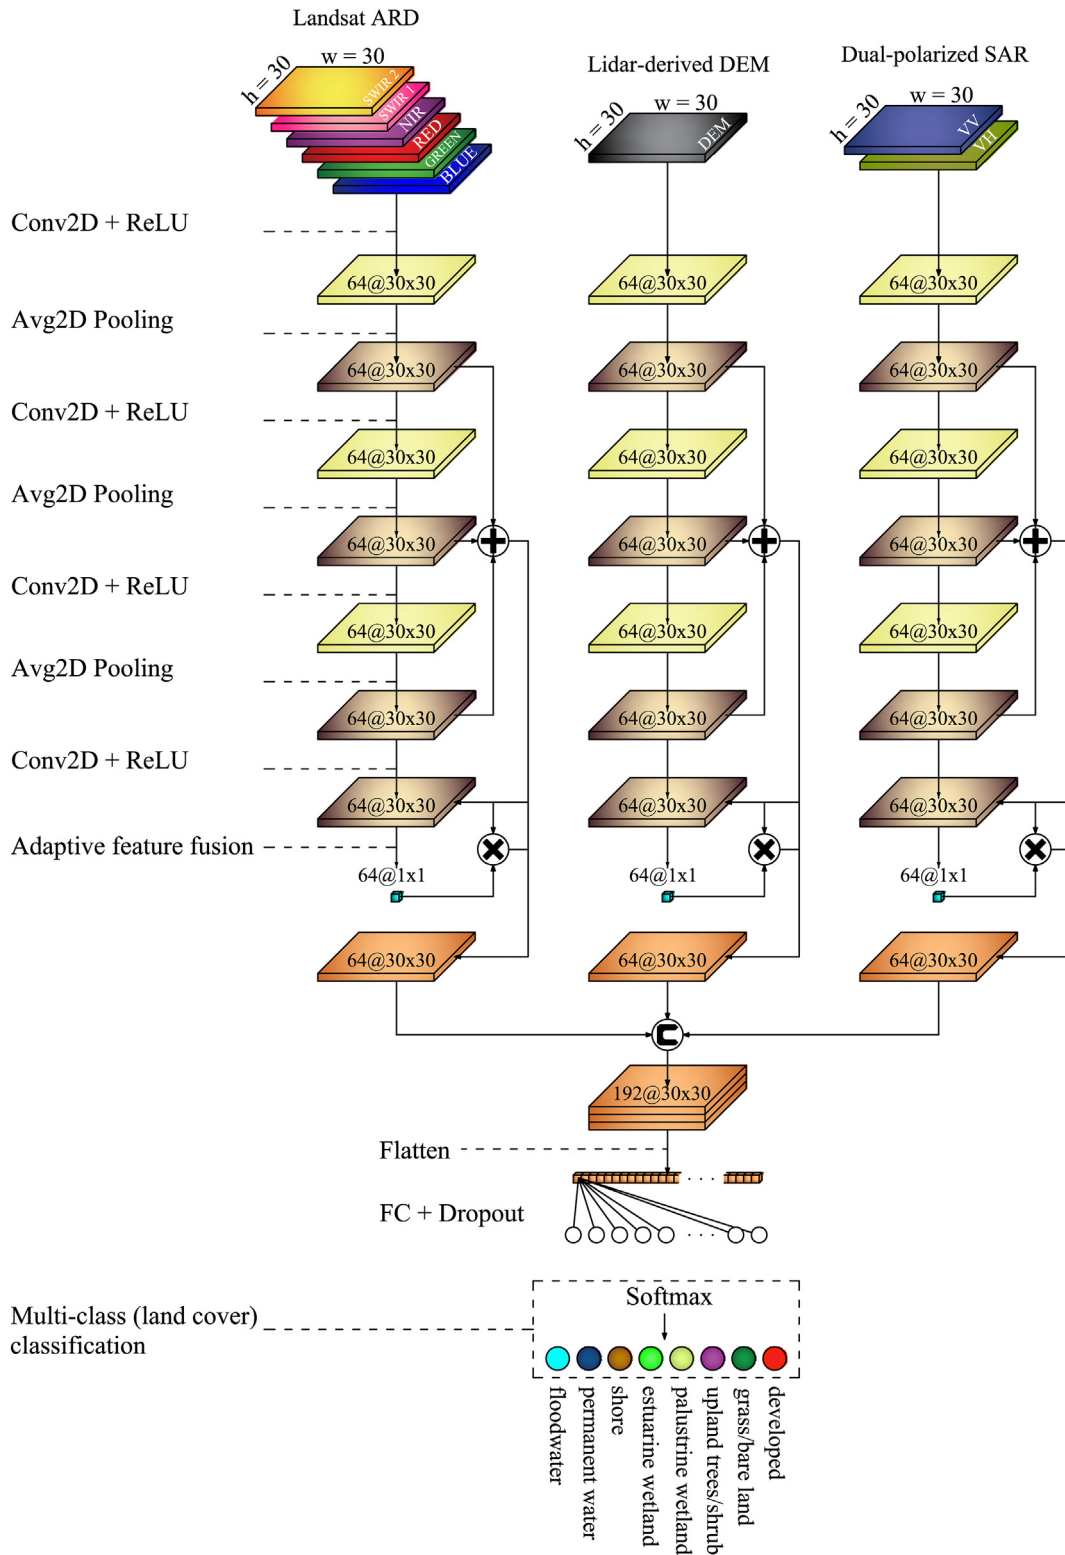 Landsat ARD
h = 30
w = 30
SWIR 2
SWIR 1
NIR
RED
GREEN
BLUE
Lidar-derived DEM
h = 30
w = 30
DEM
Dual-polarized SAR
h = 30
w = 30
VV
VH
Conv2D + ReLU
64@30x30
64@30x30
64@30x30
Avg2D Pooling
64@30x30
64@30x30
64@30x30
Conv2D + ReLU
64@30x30
64@30x30
64@30x30
Avg2D Pooling
64@30x30
64@30x30
64@30x30
Conv2D + ReLU
64@30x30
64@30x30
64@30x30
Avg2D Pooling
64@30x30
64@30x30
64@30x30
Conv2D + ReLU
64@30x30
64@30x30
64@30x30
Adaptive feature fusion
64@1x1
64@1x1
64@1x1
64@30x30
64@30x30
64@30x30
C
192@30x30
Flatten
· · ·
FC + Dropout
· · ·
Multi-class (land cover)
classification
Softmax
floodwater
permanent water
shore
estuarine wetland
palustrine wetland
upland trees/shrub
grass/bare land
developed